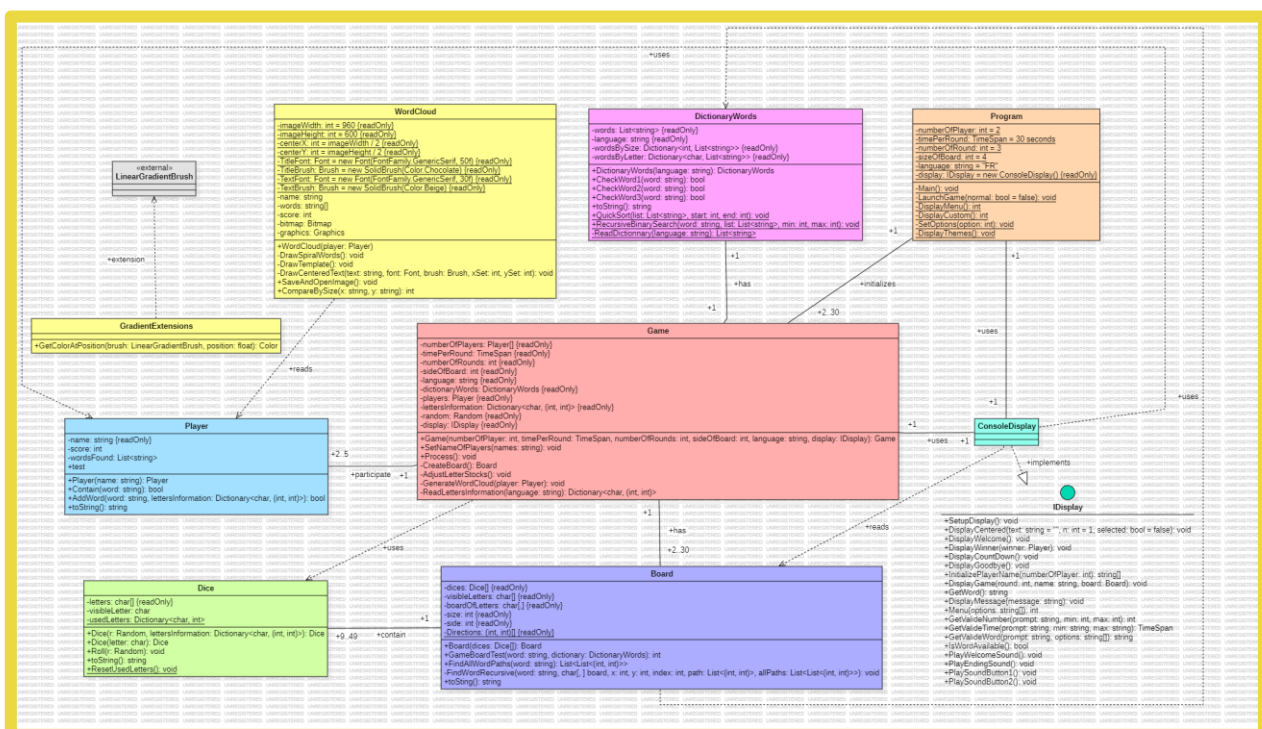 +uses
WordCloud
-imageWidth: int = 960 {readOnly}
-imageHeight: int = 600 {readOnly}
-centerX: int = imageWidth / 2 {readOnly}
-centerY: int = imageHeight / 2 {readOnly}
-TitleFont: Font = new Font(FontFamily.GenericSerif, 50f) {readOnly}
-TitleBrush: Brush = new SolidBrush(Color.Chocolate) {readOnly}
-TextFont: Font = new Font(FontFamily.GenericSerif, 30f) {readOnly}
-TextBrush: Brush = new SolidBrush(Color.Beige) {readOnly}
-name: string
-words: string[]
-score: int
-bitmap: Bitmap
-graphics: Graphics
+WordCloud(player: Player)
-DrawSpiralWords(): void
-DrawTemplate(): void
-DrawCenteredText(text: string, font: Font, brush: Brush, xSet: int, ySet: int): void
+SaveAndOpenImage(): void
+CompareBySize(x: string, y: string): int
DictionaryWords
-words: List<string> {readOnly}
-language: string {readOnly}
-wordsBySize: Dictionary<int, List<string>> {readOnly}
-wordsByLetter: Dictionary<char, List<string>> {readOnly}
+DictionaryWords(language: string): DictionaryWords
+CheckWord1(word: string): bool
+CheckWord2(word: string): bool
+CheckWord3(word: string): bool
+toString(): string
+QuickSort(list: List<string>, start: int, end: int): void
+RecursiveBinarySearch(word: string, list: List<string>, min: int, max: int): void
-ReadDictionnary(language: string): List<string>
Program
-numberOfPlayer: int = 2
-timePerRound: TimeSpan = 30 seconds
-numberOfRound: int = 3
-sizeOfBoard: int = 4
-language: string = "FR"
-display: IDisplay = new ConsoleDisplay() {readOnly}
-Main(): void
-LaunchGame(normal: bool = false): void
-DisplayMenu(): int
-DisplayCustom(): int
-SetOptions(option: int): void
-DisplayThemes(): void
«external»
LinearGradientBrush
+extension
GradientExtensions
+GetColorAtPosition(brush: LinearGradientBrush, position: float): Color
+reads
+1
+has
+1
+1
+initializes
+2..30
+1
+uses
+1
+uses
Game
-numberOfPlayers: Player[] {readOnly}
-timePerRound: TimeSpan {readOnly}
-numberOfRounds: int {readOnly}
-sideOfBoard: int {readOnly}
-language: string {readOnly}
-dictionaryWords: DictionaryWords {readOnly}
-players: Player {readOnly}
-lettersInformation: Dictionary<char, (int, int)> {readOnly}
-random: Random {readOnly}
-display: IDisplay {readOnly}
+Game(numberOfPlayer: int, timePerRound: TimeSpan, numberOfRounds: int, sideOfBoard: int, language: string, display: IDisplay): Game
+SetNameOfPlayers(names: string): void
+Process(): void
-CreateBoard(): Board
-AdjustLetterStocks(): void
-GenerateWordCloud(player: Player): void
-ReadLettersInformation(language: string): Dictionary<char, (int, int)>
Player
-name: string {readOnly}
-score: int
-wordsFound: List<string>
+test
+Player(name: string): Player
+Contain(word: string): bool
+AddWord(word: string, lettersInformation: Dictionary<char, (int, int)>): bool
+toString(): string
+2..5
+participate
+1
+1
+uses
+1
ConsoleDisplay
+implements
IDisplay
+SetupDisplay(): void
+DisplayCentered(text: string = "", n: int = 1, selected: bool = false): void
+DisplayWelcome(): void
+DisplayWinner(winner: Player): void
+DisplayCountDown(): void
+DisplayGoodbye(): void
+InitializePlayerName(numberOfPlayer: int): string[]
+DisplayGame(round: int, name: string, board: Board): void
+GetWord(): string
+DisplayMessage(message: string): void
+Menu(options: string[]): int
+GetValideNumber(prompt: string, min: int, max: int): int
+GetValideTime(prompt: string, min: string, max: string): TimeSpan
+GetValideWord(prompt: string, options: string[]): string
+IsWordAvailable(): bool
+PlayWelcomeSound(): void
+PlayEndingSound(): void
+PlaySoundButton1(): void
+PlaySoundButton2(): void
+uses
+1
+has
+2..30
+reads
Dice
-letters: char[] {readOnly}
-visibleLetter: char
-usedLetters: Dictionary<char, int>
+Dice(r: Random, lettersInformation: Dictionary<char, (int, int)>): Dice
+Dice(letter: char): Dice
+Roll(r: Random): void
+toString(): string
+ResetUsedLetters(): void
+9..49
+contain
+1
Board
-dices: Dice[] {readOnly}
-visibleLetters: char[] {readOnly}
-boardOfLetters: char[,] {readOnly}
-size: int {readOnly}
-side: int {readOnly}
-Directions: (int, int)[] {readOnly}
+Board(dices: Dice[]): Board
+GameBoardTest(word: string, dictionary: DictionaryWords): int
+FindAllWordPaths(word: string): List<List<(int, int)>>
-FindWordRecursive(word: string, char[, ] board, x: int, y: int, index: int, path: List<(int, int)>, allPaths: List<List<(int, int)>>): void
+toSting(): string